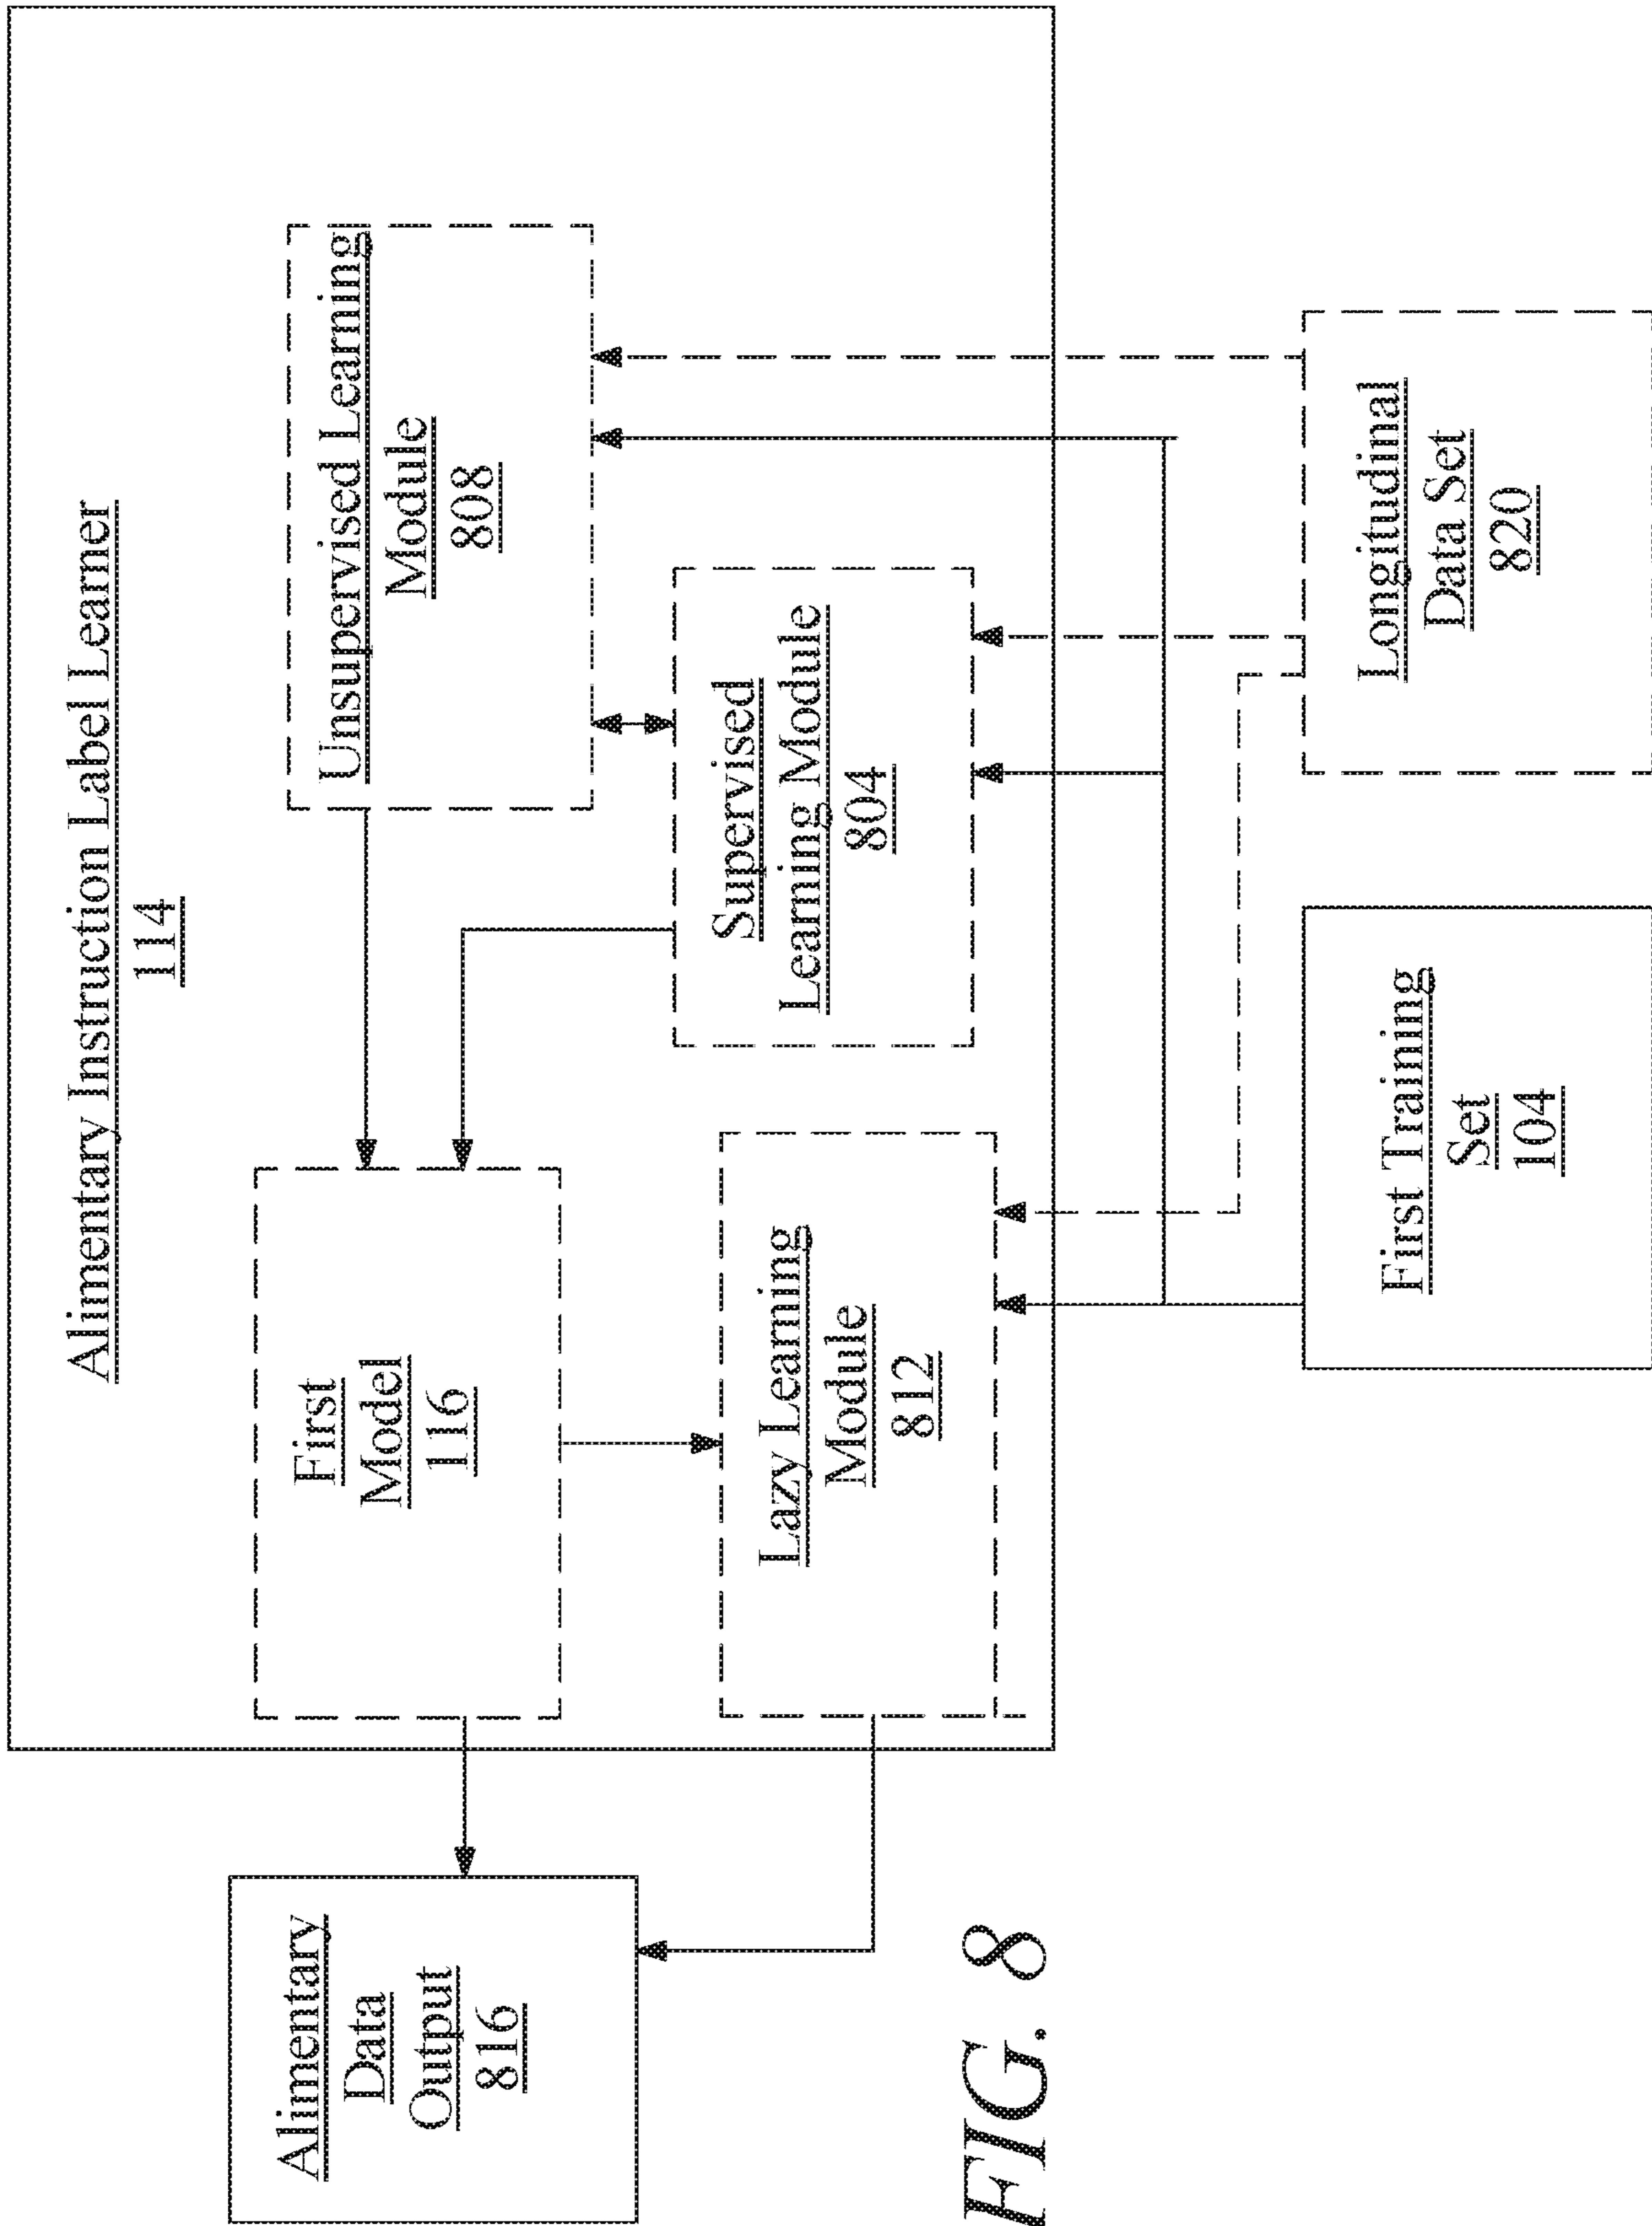 Alimentary Instruction Label Learner
114
Alimentary
Data
Output
816
First
Model
116
Unsupervised Learning
Module
808
Lazy Learning
Module
812
Supervised
Learning Module
804
First Training
Set
104
Longitudinal
Data Set
820
FIG. 8